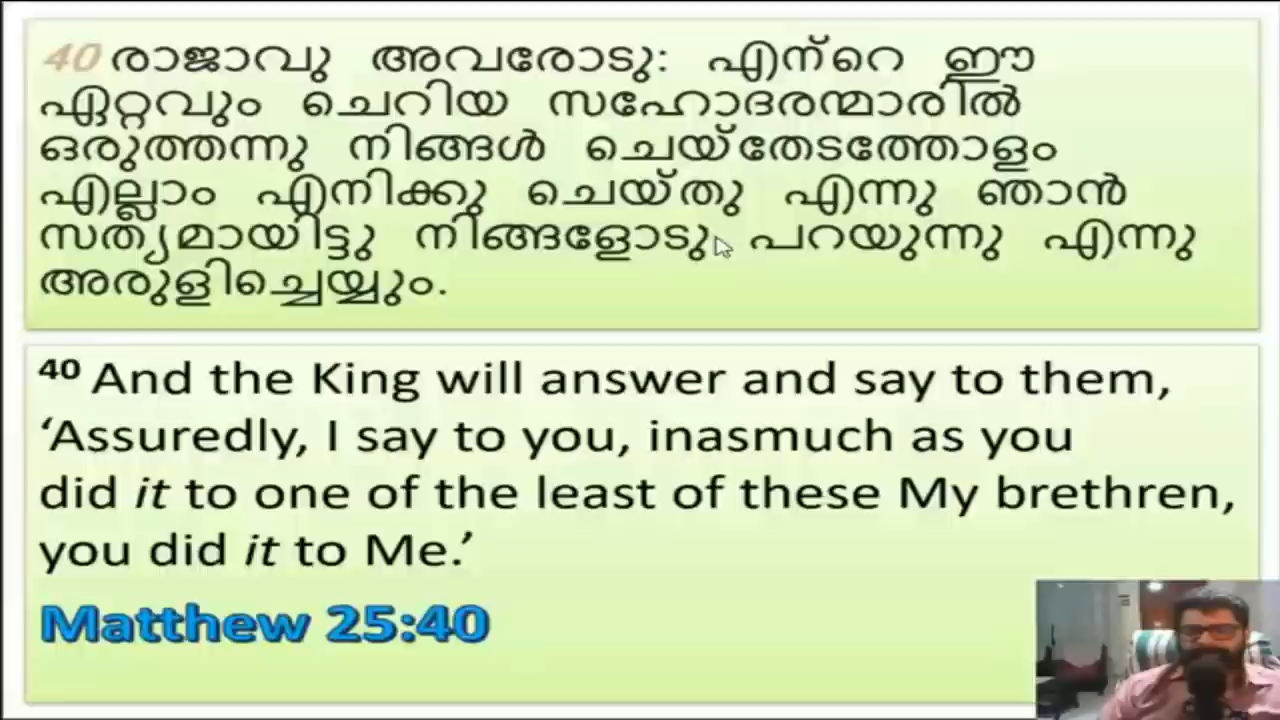 40 രാജാവു അവരോടു: എന്റെ ഈ
ഏറ്റവും ചെറിയ സഹോദരന്മാരിൽ
ഒരുത്തന്നു നിങ്ങൾ ചെയ്തേടത്തോളം
എല്ലാം എനിക്കു ചെയ്തു എന്നു ഞാൻ
സത്യമായിട്ടു നിങ്ങളോടു പറയുന്നു എന്നു
അരുളിച്ചെയ്യും.
40 And the King will answer and say to them,
‘Assuredly, I say to you, inasmuch as you
did it to one of the least of these My brethren,
you did it to Me.’
Matthew 25:40